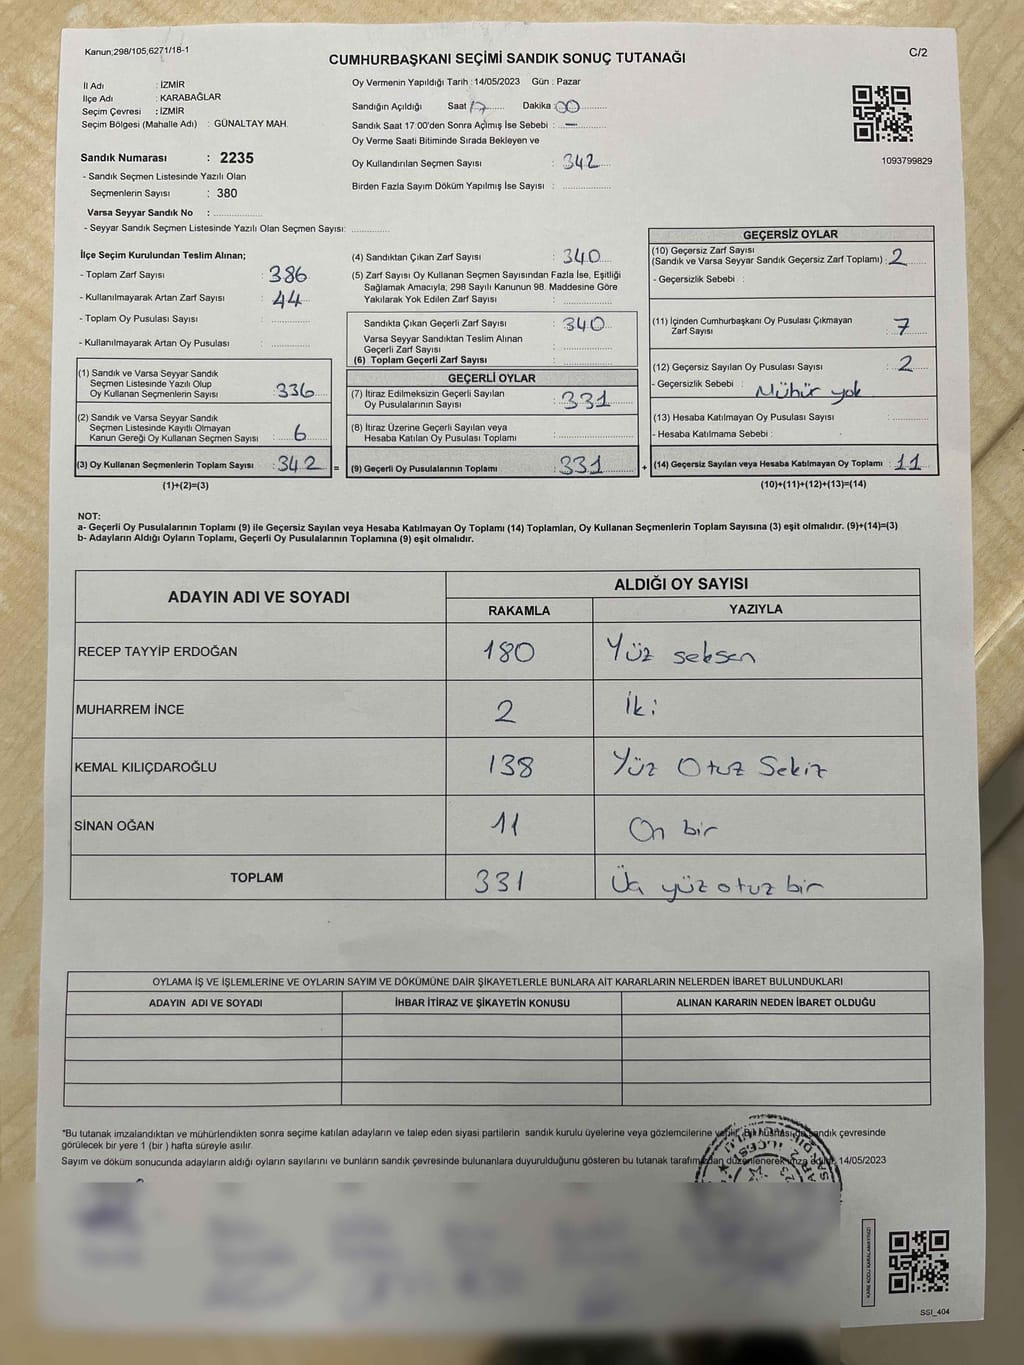 Kanun;298/105,6271/18-1
C/2
CUMHURBAŞKANI SEÇİMİ SANDIK SONUÇ TUTANAĞI
İl Adı : İZMİR
İlçe Adı : KARABAĞLAR
Seçim Çevresi : İZMİR
Seçim Bölgesi (Mahalle Adı) : GÜNALTAY MAH.
Sandık Numarası : 2235
- Sandık Seçmen Listesinde Yazılı Olan
Seçmenlerin Sayısı : 380
Varsa Seyyar Sandık No :
- Seyyar Sandık Seçmen Listesinde Yazılı Olan Seçmen Sayısı:
Oy Vermenin Yapıldığı Tarih : 14/05/2023 Gün : Pazar
Sandığın Açıldığı Saat 17 Dakika 00
Sandık Saat 17:00'den Sonra Açılmış İse Sebebi : —
Oy Verme Saati Bitiminde Sırada Bekleyen ve
Oy Kullandırılan Seçmen Sayısı : 342
Birden Fazla Sayım Döküm Yapılmış İse Sayısı :
1093799829
İlçe Seçim Kurulundan Teslim Alınan;
- Toplam Zarf Sayısı : 386
- Kullanılmayarak Artan Zarf Sayısı : 44
- Toplam Oy Pusulası Sayısı :
- Kullanılmayarak Artan Oy Pusulası :
(1) Sandık ve Varsa Seyyar Sandık
Seçmen Listesinde Yazılı Olup
Oy Kullanan Seçmenlerin Sayısı : 336
(2) Sandık ve Varsa Seyyar Sandık
Seçmen Listesinde Kayıtlı Olmayan
Kanun Gereği Oy Kullanan Seçmen Sayısı : 6
(3) Oy Kullanan Seçmenlerin Toplam Sayısı : 342 =
(1)+(2)=(3)
(4) Sandıktan Çıkan Zarf Sayısı : 340
(5) Zarf Sayısı Oy Kullanan Seçmen Sayısından Fazla İse, Eşitliği
Sağlamak Amacıyla; 298 Sayılı Kanunun 98. Maddesine Göre
Yakılarak Yok Edilen Zarf Sayısı :
Sandıkta Çıkan Geçerli Zarf Sayısı : 340
Varsa Seyyar Sandıktan Teslim Alınan
Geçerli Zarf Sayısı :
(6) Toplam Geçerli Zarf Sayısı :
GEÇERLİ OYLAR
(7) İtiraz Edilmeksizin Geçerli Sayılan
Oy Pusulalarının Sayısı : 331
(8) İtiraz Üzerine Geçerli Sayılan veya
Hesaba Katılan Oy Pusulası Toplamı :
(9) Geçerli Oy Pusulalarının Toplamı : 331 +
GEÇERSİZ OYLAR
(10) Geçersiz Zarf Sayısı
(Sandık ve Varsa Seyyar Sandık Geçersiz Zarf Toplamı) : 2
- Geçersizlik Sebebi :
(11) İçinden Cumhurbaşkanı Oy Pusulası Çıkmayan
Zarf Sayısı : 7
(12) Geçersiz Sayılan Oy Pusulası Sayısı : 2
- Geçersizlik Sebebi : Mühür yok
(13) Hesaba Katılmayan Oy Pusulası Sayısı :
- Hesaba Katılmama Sebebi :
(14) Geçersiz Sayılan veya Hesaba Katılmayan Oy Toplamı : 11
(10)+(11)+(12)+(13)=(14)
NOT:
a- Geçerli Oy Pusulalarının Toplamı (9) ile Geçersiz Sayılan veya Hesaba Katılmayan Oy Toplamı (14) Toplamları, Oy Kullanan Seçmenlerin Toplam Sayısına (3) eşit olmalıdır. (9)+(14)=(3)
b- Adayların Aldığı Oyların Toplamı, Geçerli Oy Pusulalarının Toplamına (9) eşit olmalıdır.
ADAYIN ADI VE SOYADI
ALDIĞI OY SAYISI
RAKAMLA YAZIYLA
RECEP TAYYİP ERDOĞAN 180 Yüz seksen
MUHARREM İNCE 2 İki
KEMAL KILIÇDAROĞLU 138 Yüz Otuz Sekiz
SİNAN OĞAN 11 On bir
TOPLAM 331 Üç yüz otuz bir
OYLAMA İŞ VE İŞLEMLERİNE VE OYLARIN SAYIM VE DÖKÜMÜNE DAİR ŞİKAYETLERLE BUNLARA AİT KARARLARIN NELERDEN İBARET BULUNDUKLARI
ADAYIN ADI VE SOYADI İHBAR İTİRAZ VE ŞİKAYETİN KONUSU ALINAN KARARIN NEDEN İBARET OLDUĞU
"Bu tutanak imzalandıktan ve mühürlendikten sonra seçime katılan adayların ve talep eden siyasi partilerin sandık kurulu üyelerine veya gözlemcilerine verilir. Bir nüshası da sandık çevresinde
görülecek bir yere 1 (bir ) hafta süreyle asılır.
Sayım ve döküm sonucunda adayların aldığı oyların sayılarını ve bunların sandık çevresinde bulunanlara duyurulduğunu gösteren bu tutanak tarafımızdan düzenlenerek imza edildi. 14/05/2023
KARE KODU KARALAMAYINIZ!
SSI_404